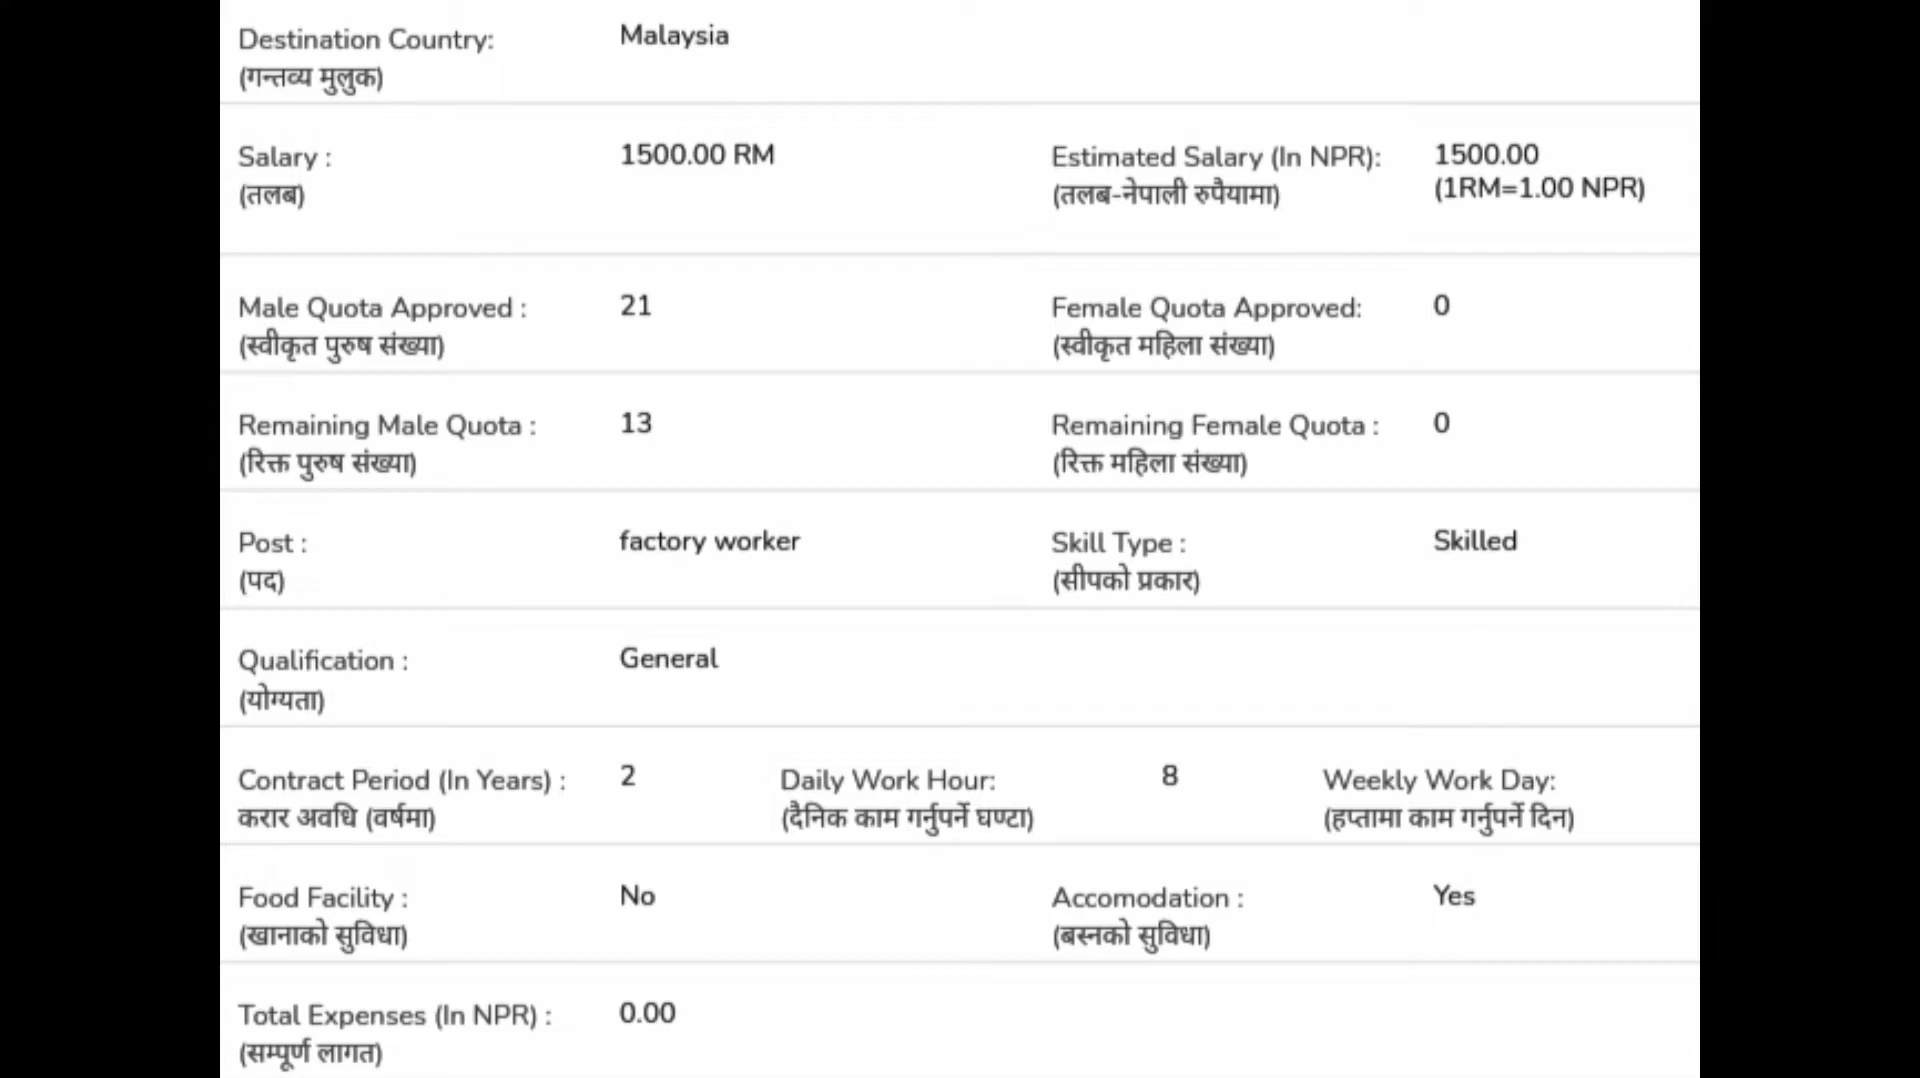 Destination Country: Malaysia
(गन्तव्य मुलुक)
Salary : 1500.00 RM Estimated Salary (In NPR): 1500.00
(तलब) (तलब-नेपाली रुपैयामा) (1RM=1.00 NPR)
Male Quota Approved : 21 Female Quota Approved: 0
(स्वीकृत पुरुष संख्या) (स्वीकृत महिला संख्या)
Remaining Male Quota : 13 Remaining Female Quota : 0
(रिक्त पुरुष संख्या) (रिक्त महिला संख्या)
Post : factory worker Skill Type : Skilled
(पद) (सीपको प्रकार)
Qualification : General
(योग्यता)
Contract Period (In Years) : 2 Daily Work Hour: 8 Weekly Work Day:
करार अवधि (वर्षमा) (दैनिक काम गर्नुपर्ने घण्टा) (हप्तामा काम गर्नुपर्ने दिन)
Food Facility : No Accomodation : Yes
(खानाको सुविधा) (बस्नको सुविधा)
Total Expenses (In NPR) : 0.00
(सम्पूर्ण लागत)